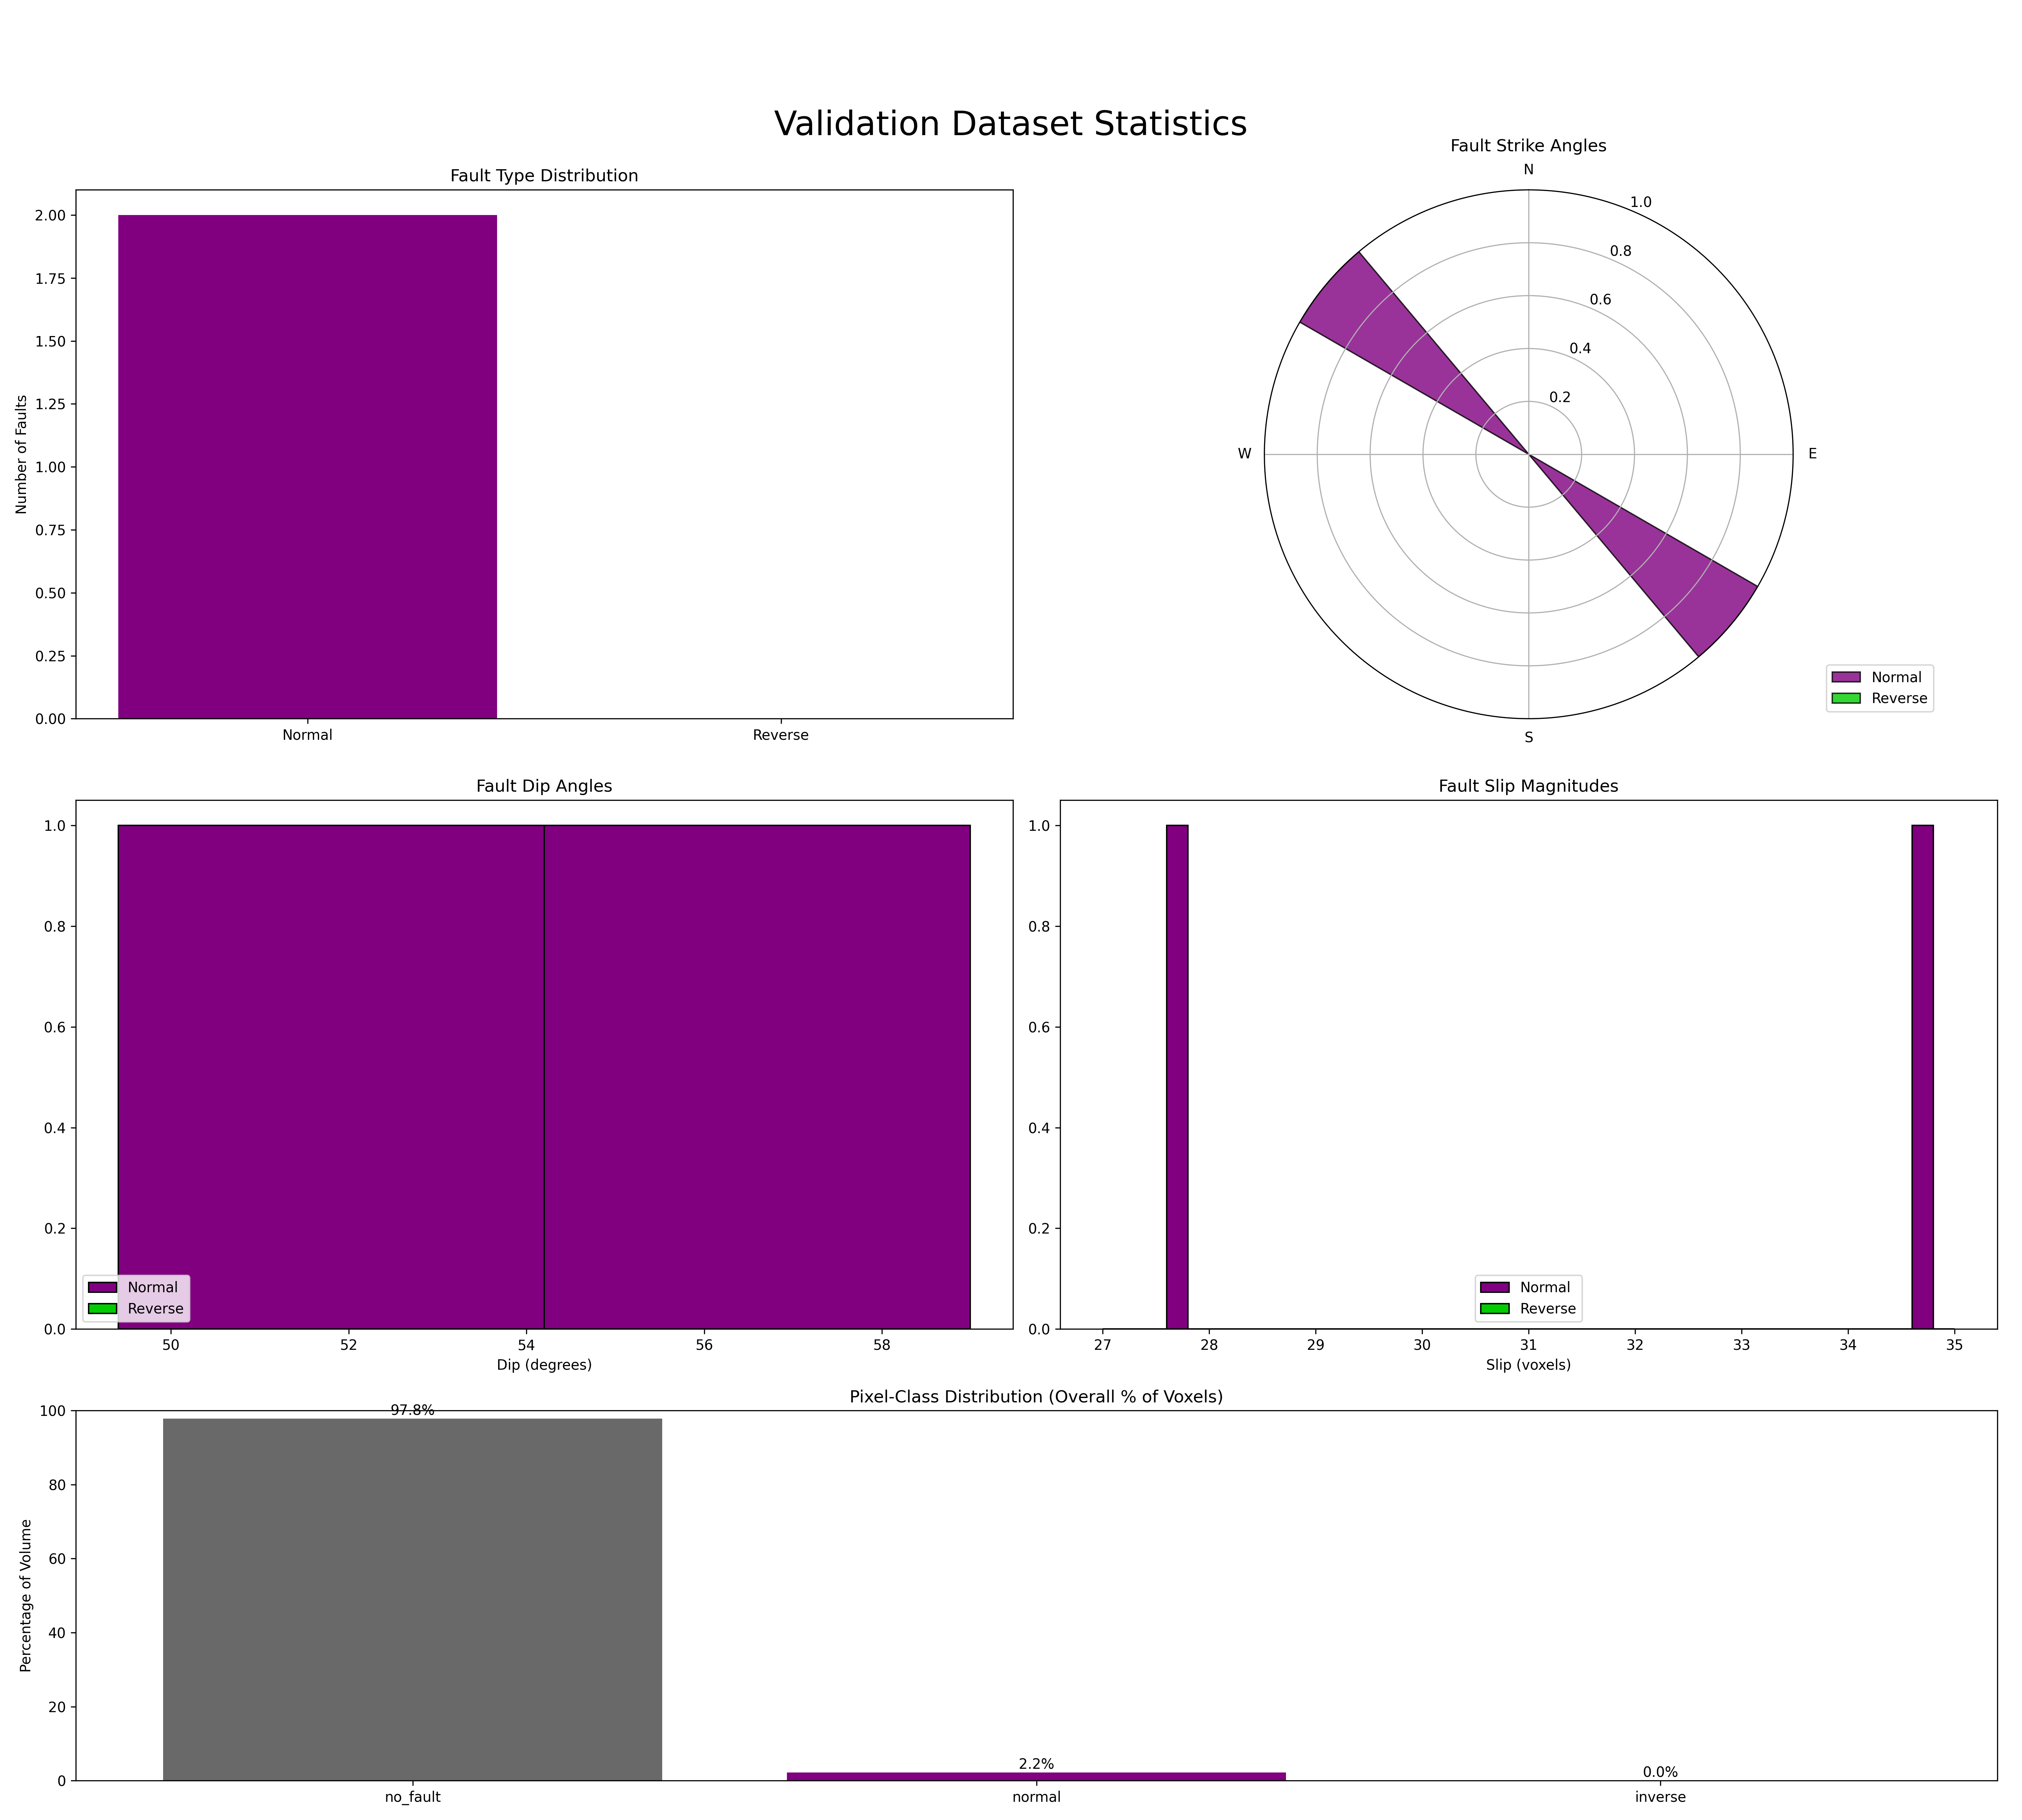 Validation Dataset Statistics
Fault Type Distribution
Number of Faults
2.00
1.75
1.50
1.25
1.00
0.75
0.50
0.25
0.00
Normal
Reverse
Fault Strike Angles
N
1.0
0.8
0.6
0.4
0.2
W
E
S
Normal
Reverse
Fault Dip Angles
1.0
0.8
0.6
0.4
0.2
0.0
Normal
Reverse
50 52 54 56 58
Dip (degrees)
Fault Slip Magnitudes
1.0
0.8
0.6
0.4
0.2
0.0
Normal
Reverse
27 28 29 30 31 32 33 34 35
Slip (voxels)
Pixel-Class Distribution (Overall % of Voxels)
Percentage of Volume
100
80
60
40
20
0
97.8%
2.2%
0.0%
no_fault
normal
inverse